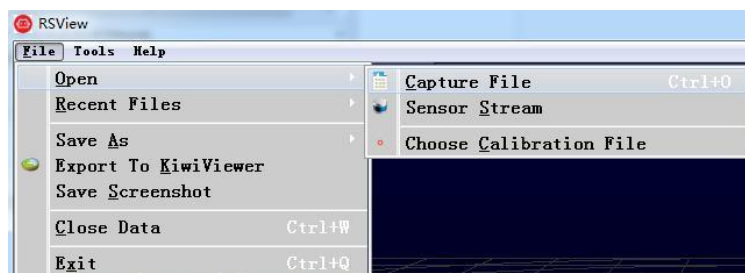 RSView
File Tools Help
Open
Recent Files
Save As
Export To KiwiViewer
Save Screenshot
Close Data Ctrl+W
Exit Ctrl+Q
Capture File Ctrl+O
Sensor Stream
Choose Calibration File